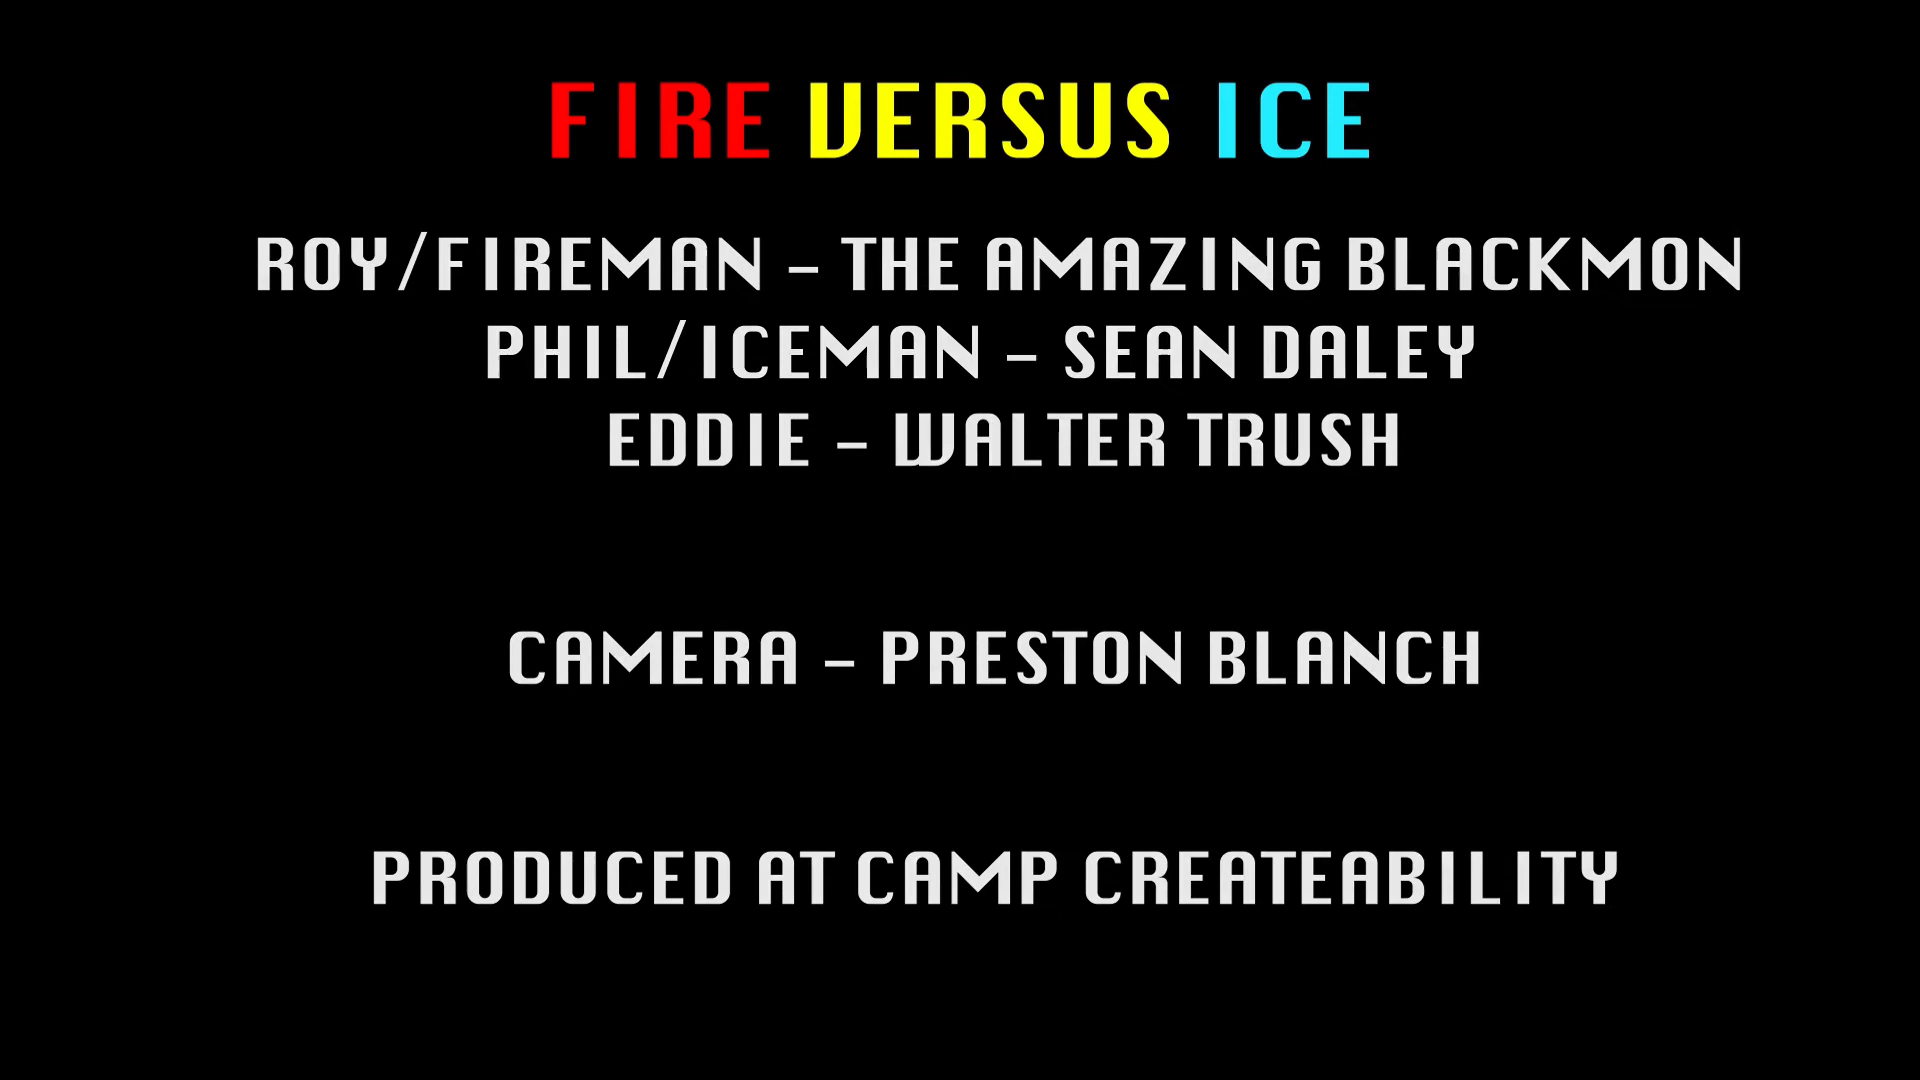 FIRE VERSUS ICE
ROY/FIREMAN - THE AMAZING BLACKMON
PHIL/ICEMAN - SEAN DALEY
EDDIE - WALTER TRUSH
CAMERA - PRESTON BLANCH
PRODUCED AT CAMP CREATEABILITY